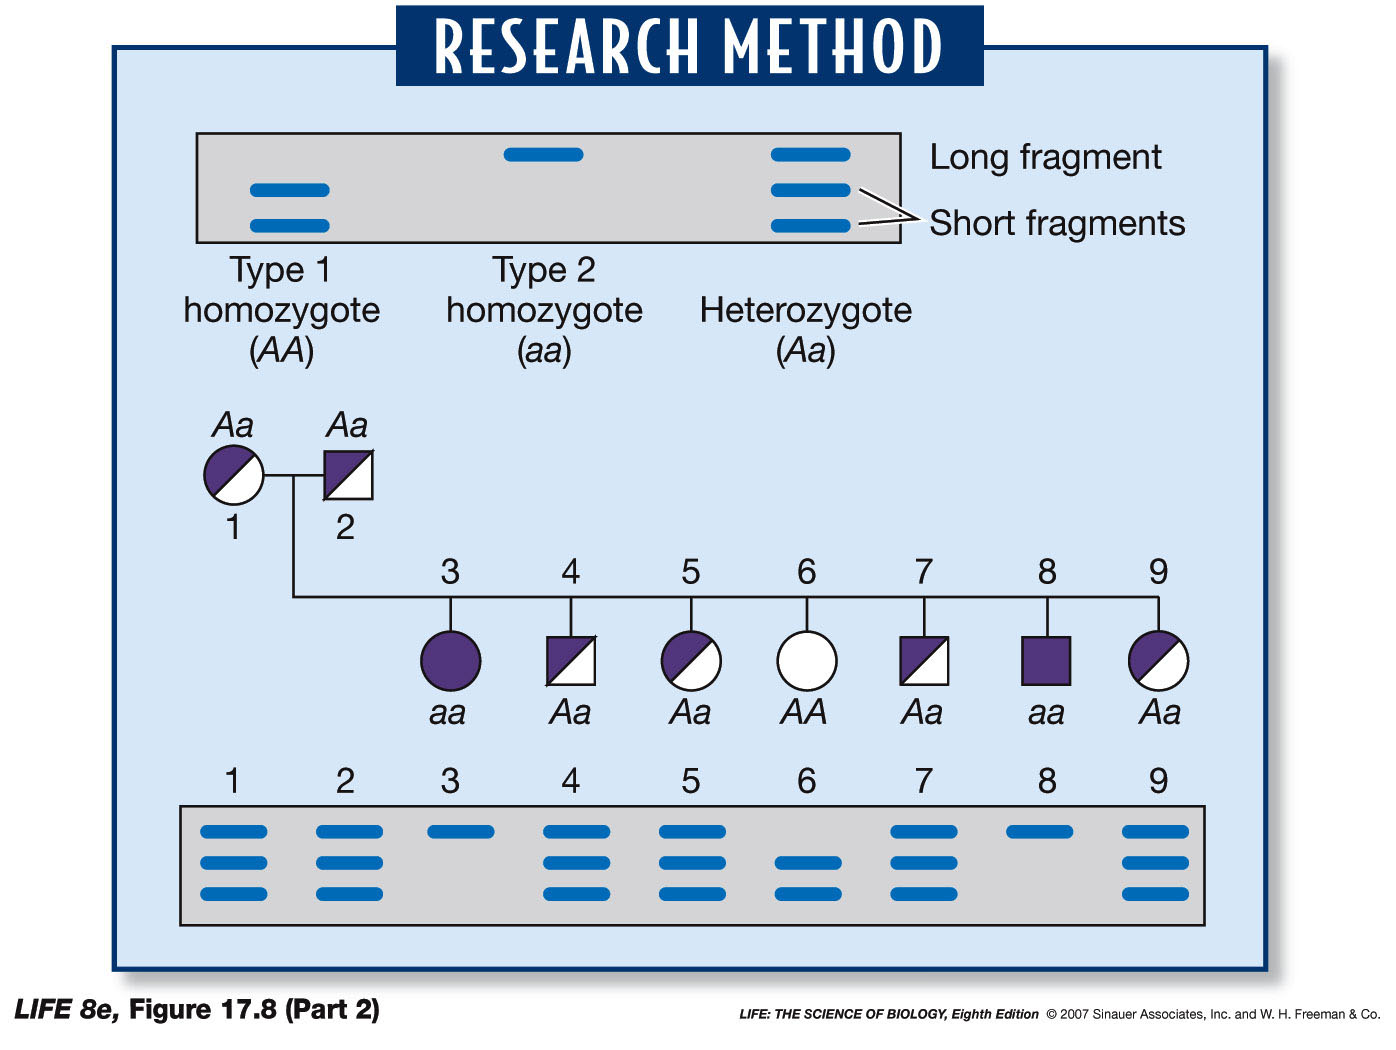 RESEARCH METHOD
Long fragment
Short fragments
Type 1
homozygote
(AA)
Type 2
homozygote
(aa)
Heterozygote
(Aa)
Aa Aa
1 2
3 4 5 6 7 8 9
aa Aa Aa AA Aa aa Aa
1 2 3 4 5 6 7 8 9
LIFE 8e, Figure 17.8 (Part 2)
LIFE: THE SCIENCE OF BIOLOGY, Eighth Edition © 2007 Sinauer Associates, Inc. and W. H. Freeman & Co.